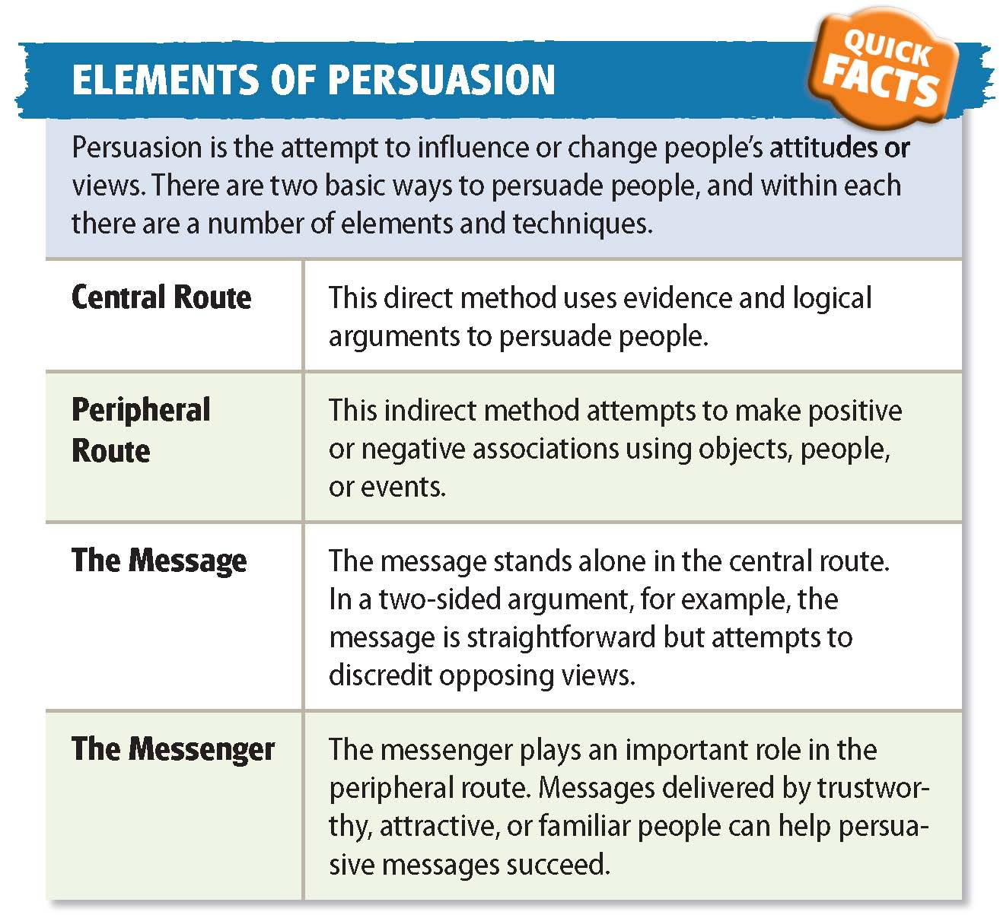 ELEMENTS OF PERSUASION
QUICK
FACTS
Persuasion is the attempt to influence or change people’s attitudes or
views. There are two basic ways to persuade people, and within each
there are a number of elements and techniques.
Central Route
This direct method uses evidence and logical
arguments to persuade people.
Peripheral
Route
This indirect method attempts to make positive
or negative associations using objects, people,
or events.
The Message
The message stands alone in the central route.
In a two-sided argument, for example, the
message is straightforward but attempts to
discredit opposing views.
The Messenger
The messenger plays an important role in the
peripheral route. Messages delivered by trustwor-
thy, attractive, or familiar people can help persua-
sive messages succeed.